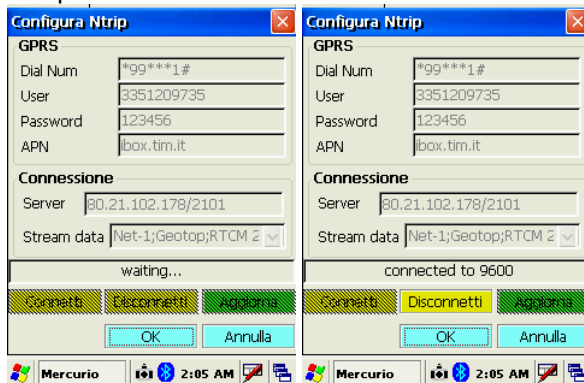 Configura Ntrip
GPRS
Dial Num *99***1#
User 3351209735
Password 123456
APN ibox.tim.it
Connessione
Server 80.21.102.178/2101
Stream data Net-1;Geotop;RTCM 2
waiting...
Connetti Disconnetti Aggiorna
OK Annulla
Mercurio 2:05 AM
Configura Ntrip
GPRS
Dial Num *99***1#
User 3351209735
Password 123456
APN ibox.tim.it
Connessione
Server 80.21.102.178/2101
Stream data Net-1;Geotop;RTCM 2
connected to 9600
Connetti Disconnetti Aggiorna
OK Annulla
Mercurio 2:05 AM